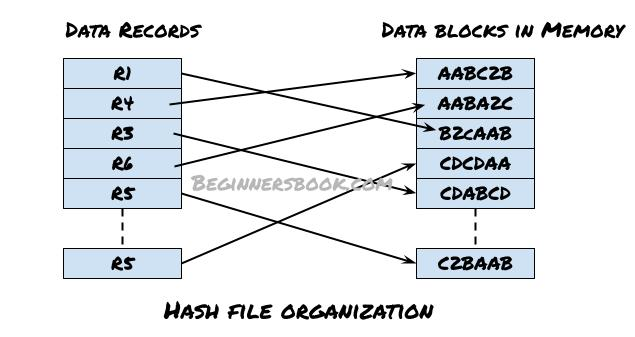 Data Records
R1
R4
R3
R6
R5
R5
Data blocks in Memory
AABC2B
AABA2C
B2CAAB
CDCDAA
CDABCD
C2BAAB
Beginnersbook.com
Hash file organization